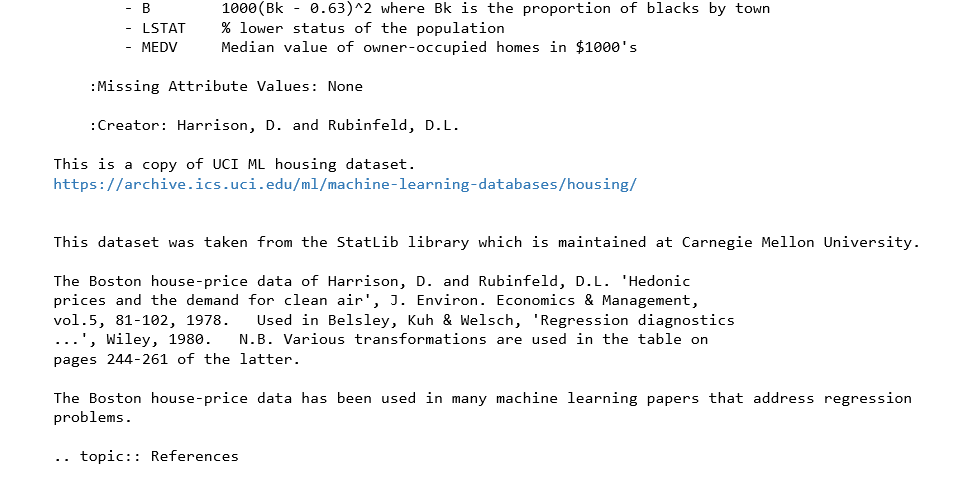 - B        1000(Bk - 0.63)^2 where Bk is the proportion of blacks by town
- LSTAT    % lower status of the population
- MEDV     Median value of owner-occupied homes in $1000's
:Missing Attribute Values: None
:Creator: Harrison, D. and Rubinfeld, D.L.
This is a copy of UCI ML housing dataset.
https://archive.ics.uci.edu/ml/machine-learning-databases/housing/
This dataset was taken from the StatLib library which is maintained at Carnegie Mellon University.
The Boston house-price data of Harrison, D. and Rubinfeld, D.L. 'Hedonic
prices and the demand for clean air', J. Environ. Economics & Management,
vol.5, 81-102, 1978.   Used in Belsley, Kuh & Welsch, 'Regression diagnostics
...', Wiley, 1980.   N.B. Various transformations are used in the table on
pages 244-261 of the latter.
The Boston house-price data has been used in many machine learning papers that address regression
problems.
.. topic:: References